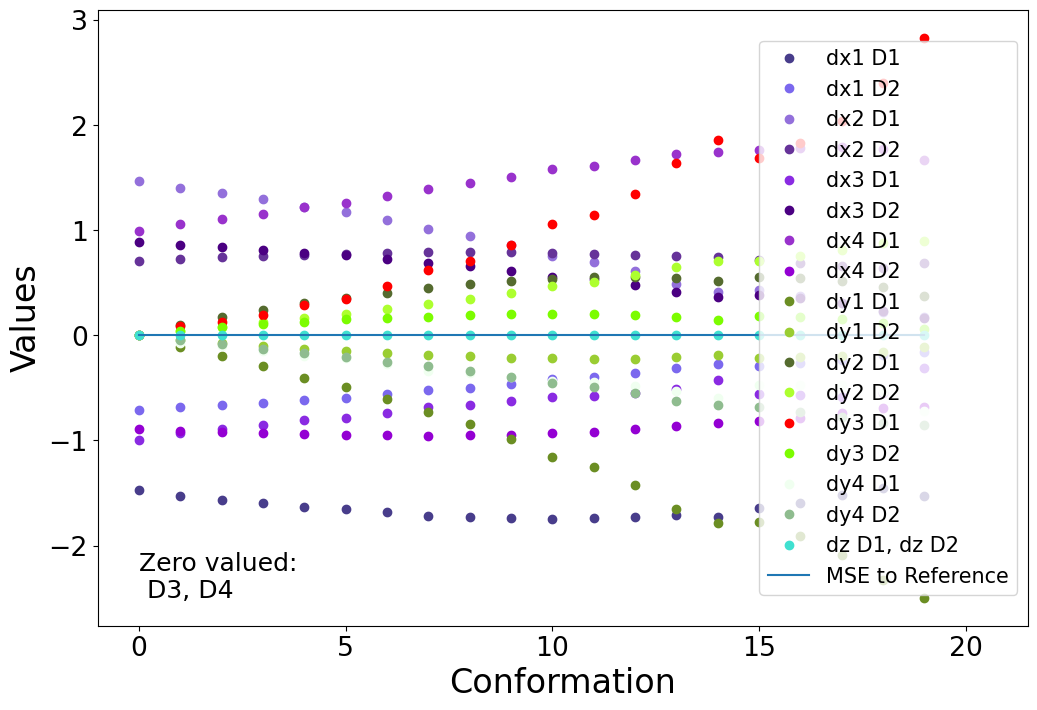 3
2
1
0
−1
−2
Values
0
5
10
15
20
Conformation
Zero valued:
D3, D4
dx1 D1
dx1 D2
dx2 D1
dx2 D2
dx3 D1
dx3 D2
dx4 D1
dx4 D2
dy1 D1
dy1 D2
dy2 D1
dy2 D2
dy3 D1
dy3 D2
dy4 D1
dy4 D2
dz D1, dz D2
MSE to Reference